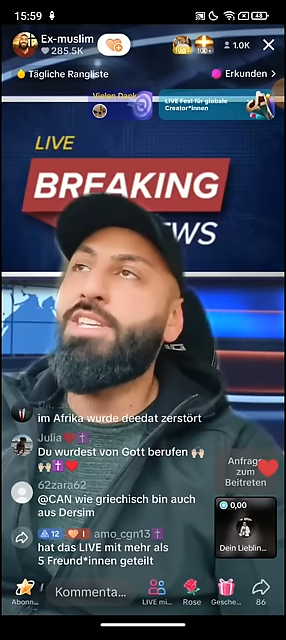 15:59
48
Ex-muslim
285.5K
100
100+
1.0K
Tägliche Rangliste
Erkunden >
Vielen Dank
LIVE Fest für globale
Creator*innen
LIVE
BREAKING
NEWS
im Afrika wurde deedat zerstört
Julia
Du wurdest von Gott berufen
62zara62
@CAN wie griechisch bin auch
aus Dersim
12 I amo_cgn13
hat das LIVE mit mehr als
5 Freund*innen geteilt
Anfrage
zum
Beitreten
0,00
Dein Lieblin...
Abonn...
Kommenta...
LIVE mi...
Rose
Gesche...
86